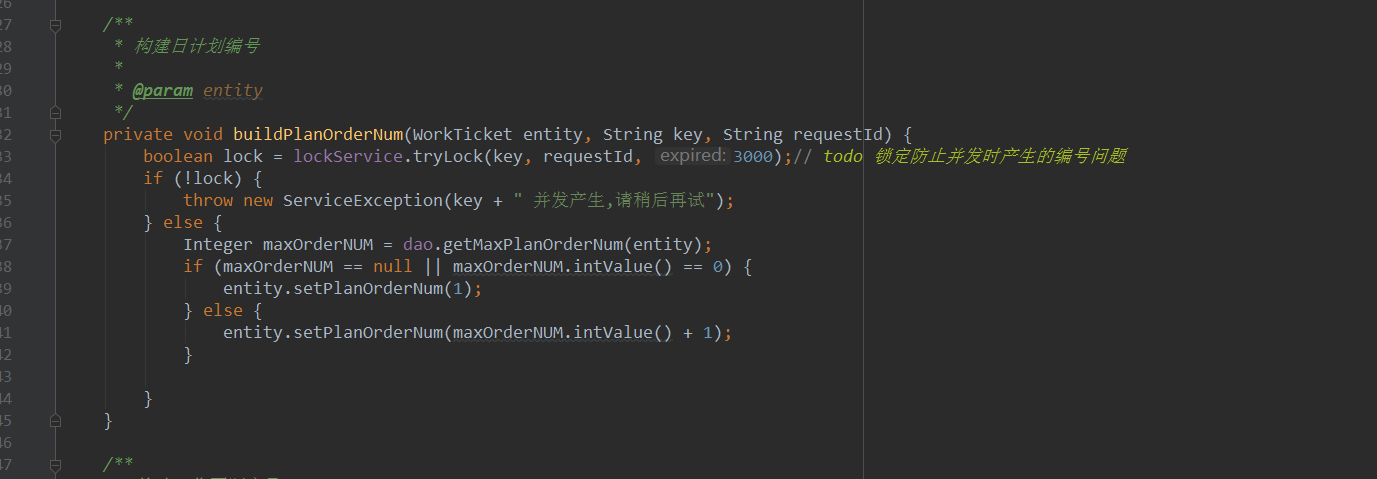 26
27 /**
28 * 构建日计划编号
29 *
30 * @param entity
31 */
32 private void buildPlanOrderNum(WorkTicket entity, String key, String requestId) {
33 boolean lock = lockService.tryLock(key, requestId, expired: 3000);// todo 锁定防止并发时产生的编号问题
34 if (!lock) {
35 throw new ServiceException(key + " 并发产生,请稍后再试");
36 } else {
37 Integer maxOrderNUM = dao.getMaxPlanOrderNum(entity);
38 if (maxOrderNUM == null || maxOrderNUM.intValue() == 0) {
39 entity.setPlanOrderNum(1);
40 } else {
41 entity.setPlanOrderNum(maxOrderNUM.intValue() + 1);
42 }
43
44 }
45 }
46
47 /**